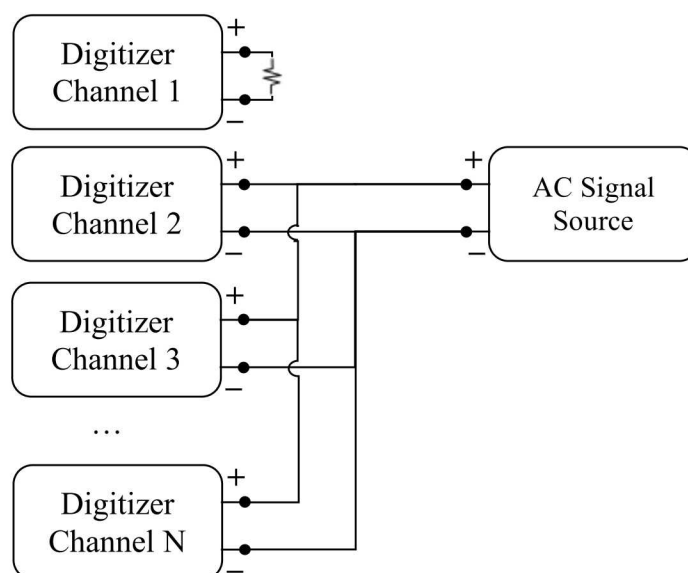 +
Digitizer
Channel 1
−
+
Digitizer
Channel 2
−
+
AC Signal
Source
−
+
Digitizer
Channel 3
−
...
+
Digitizer
Channel N
−